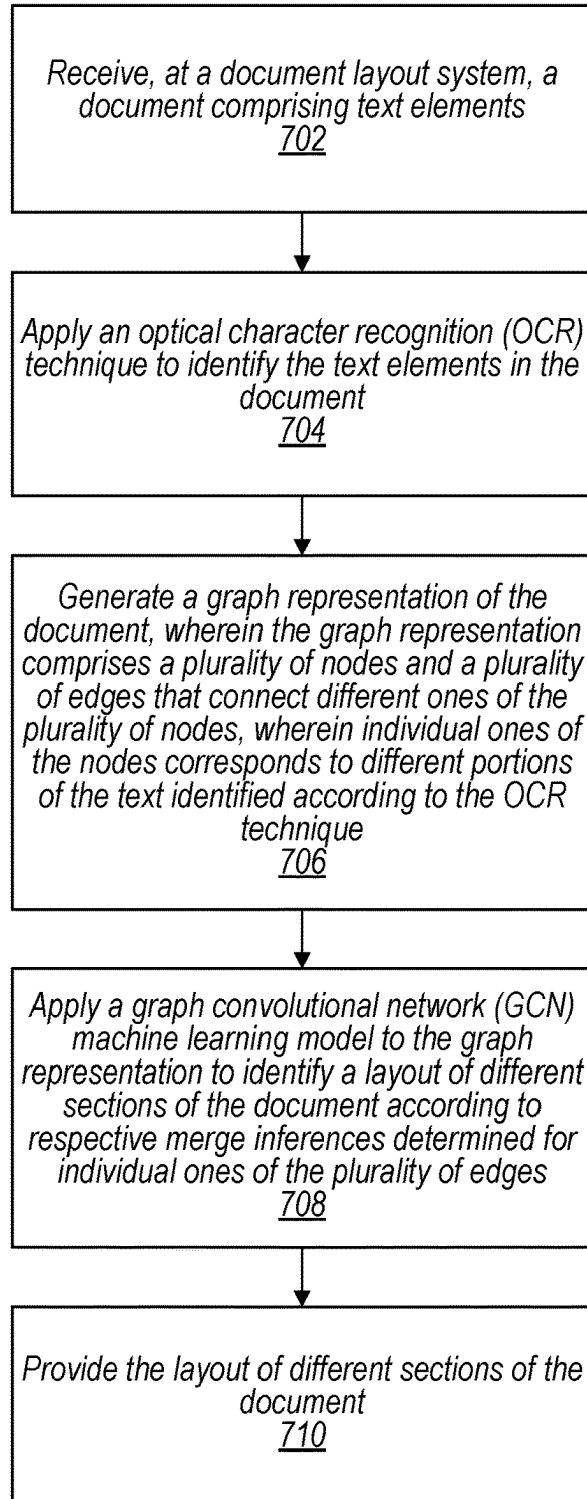 Receive, at a document layout system, a
document comprising text elements
702
Apply an optical character recognition (OCR)
technique to identify the text elements in the
document
704
Generate a graph representation of the
document, wherein the graph representation
comprises a plurality of nodes and a plurality
of edges that connect different ones of the
plurality of nodes, wherein individual ones of
the nodes corresponds to different portions
of the text identified according to the OCR
technique
706
Apply a graph convolutional network (GCN)
machine learning model to the graph
representation to identify a layout of different
sections of the document according to
respective merge inferences determined for
individual ones of the plurality of edges
708
Provide the layout of different sections of the
document
710